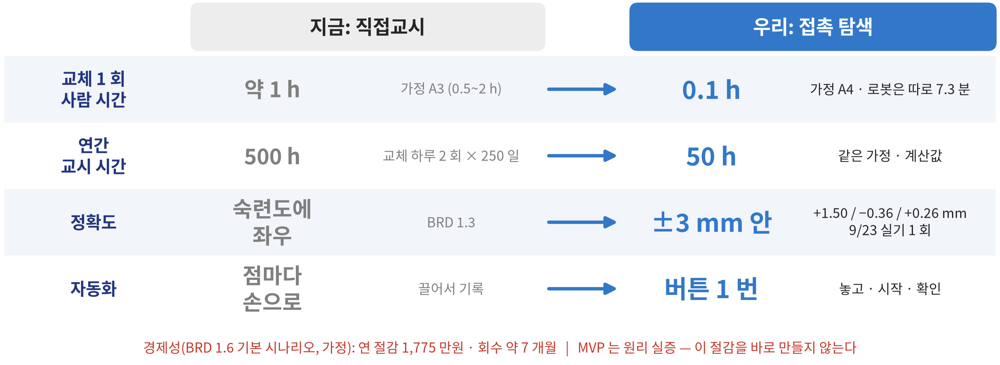 지금: 직접교시
우리: 접촉 탐색
교체 1 회
사람 시간
약 1 h
가정 A3 (0.5~2 h)
0.1 h
가정 A4 · 로봇은 따로 7.3 분
연간
교시 시간
500 h
교체 하루 2 회 × 250 일
50 h
같은 가정 · 계산값
정확도
숙련도에
좌우
BRD 1.3
±3 mm 안
+1.50 / −0.36 / +0.26 mm
9/23 실기 1 회
자동화
점마다
손으로
끌어서 기록
버튼 1 번
놓고 · 시작 · 확인
경제성(BRD 1.6 기본 시나리오, 가정): 연 절감 1,775 만원 · 회수 약 7 개월 | MVP 는 원리 실증 — 이 절감을 바로 만들지 않는다